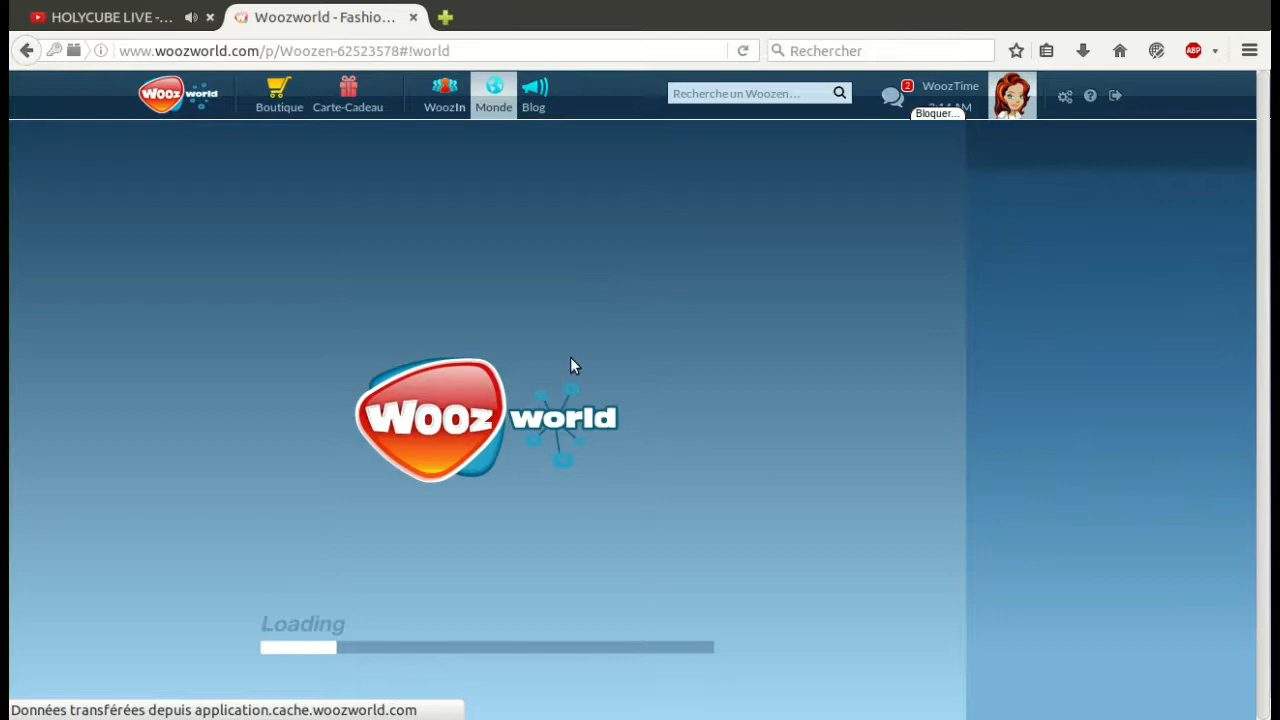 HOLYCUBE LIVE -...
Woozworld - Fashio...
www.woozworld.com/p/Woozen-62523578#!world
Rechercher
ABP
Wooz world
Boutique
Carte-Cadeau
WoozIn
Monde
Blog
Recherche un Woozen...
2
WoozTime
Bloquer...
Wooz world
Loading
Données transférées depuis application.cache.woozworld.com